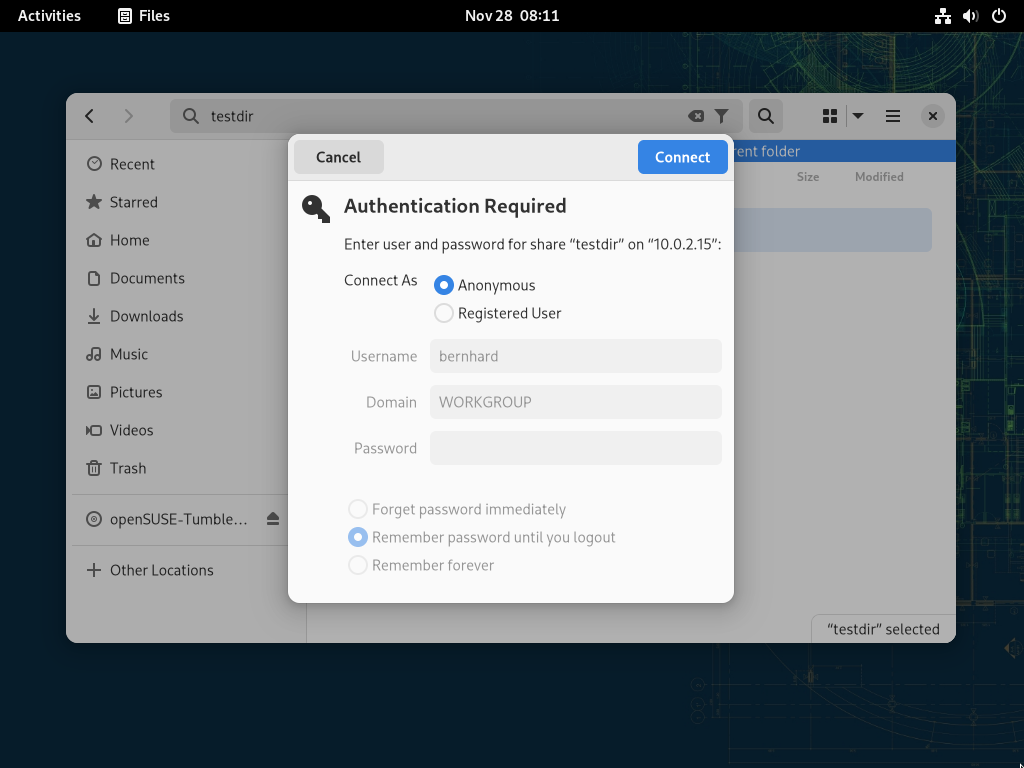 Activities Files Nov 28 08:11
testdir
Cancel Connect
rent folder
Size Modified
Recent
Starred
Home
Documents
Downloads
Music
Pictures
Videos
Trash
openSUSE-Tumble…
Other Locations
Authentication Required
Enter user and password for share “testdir” on “10.0.2.15”:
Connect As Anonymous
Registered User
Username bernhard
Domain WORKGROUP
Password
Forget password immediately
Remember password until you logout
Remember forever
“testdir” selected